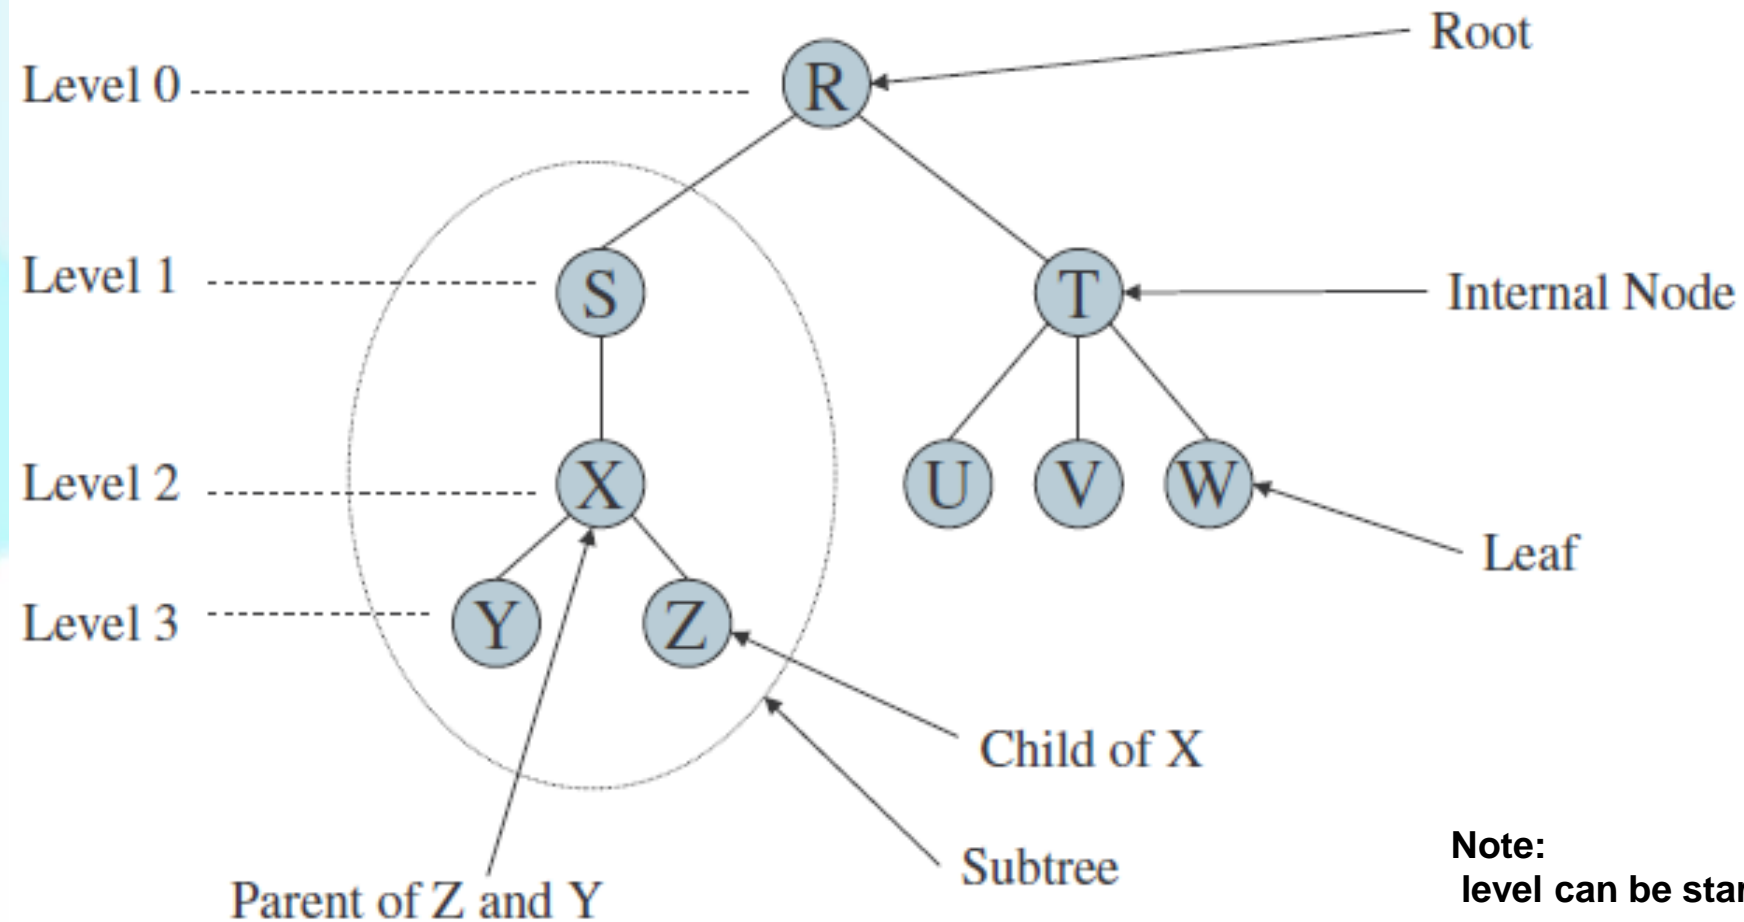 Root
Level 0
R
Level 1
S
T
Internal Node
Level 2
X
U
V
W
Leaf
Level 3
Y
Z
Child of X
Subtree
Parent of Z and Y
Note:
level can be